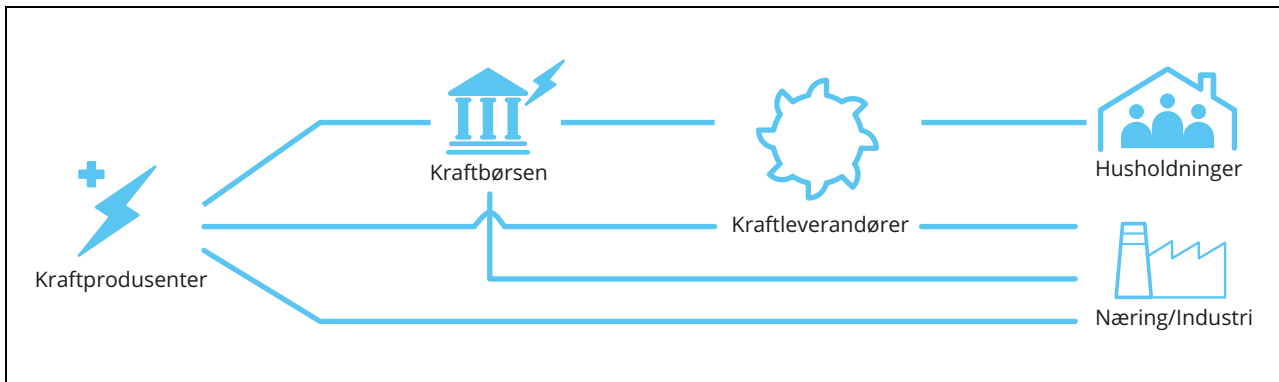 Kraftbørsen
Husholdninger
Kraftleverandører
Kraftprodusenter
Næring/Industri